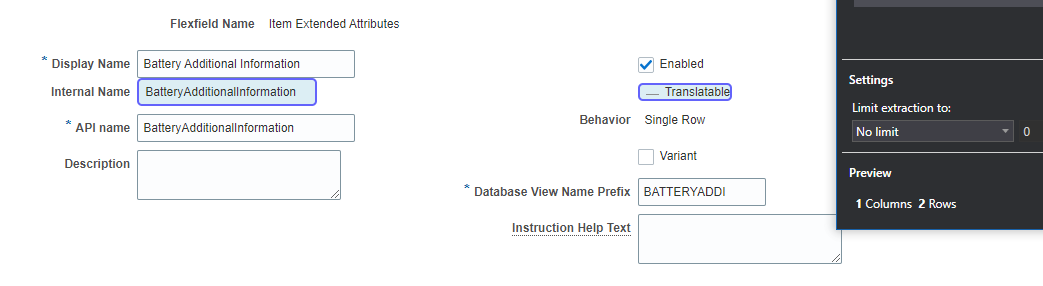 Flexfield Name Item Extended Attributes
* Display Name Battery Additional Information
Enabled
Internal Name BatteryAdditionalInformation
Translatable
* API name BatteryAdditionalInformation
Behavior Single Row
Description
Variant
* Database View Name Prefix BATTERYADDI
Instruction Help Text
Settings
Limit extraction to:
No limit 0
Preview
1 Columns 2 Rows